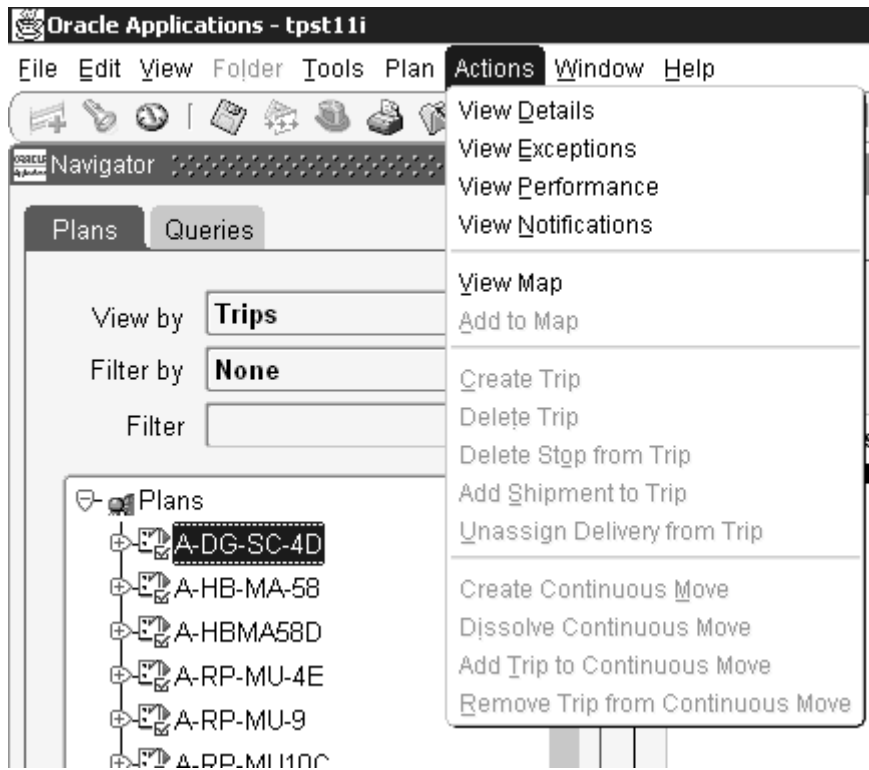 Oracle Applications - tpst11i
File Edit View Folder Tools Plan Actions Window Help
Navigator
Plans Queries
View by Trips
Filter by None
Filter
Plans
A-DG-SC-4D
A-HB-MA-58
A-HBMA58D
A-RP-MU-4E
A-RP-MU-9
A-RP-MU10C
View Details
View Exceptions
View Performance
View Notifications
View Map
Add to Map
Create Trip
Delete Trip
Delete Stop from Trip
Add Shipment to Trip
Unassign Delivery from Trip
Create Continuous Move
Dissolve Continuous Move
Add Trip to Continuous Move
Remove Trip from Continuous Move